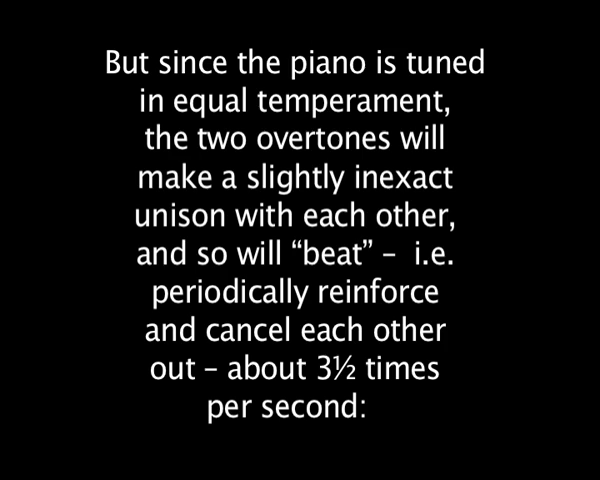 But since the piano is tuned
in equal temperament,
the two overtones will
make a slightly inexact
unison with each other,
and so will “beat” –  i.e.
periodically reinforce
and cancel each other
out – about 3½ times
per second: